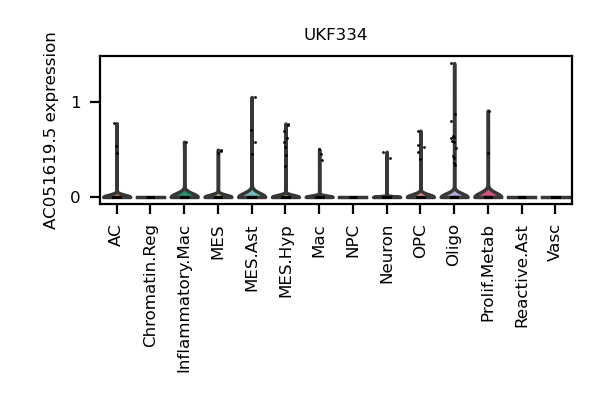 UKF334
AC051619.5 expression
1
0
AC
Chromatin.Reg
Inflammatory.Mac
MES
MES.Ast
MES.Hyp
Mac
NPC
Neuron
OPC
Oligo
Prolif.Metab
Reactive.Ast
Vasc